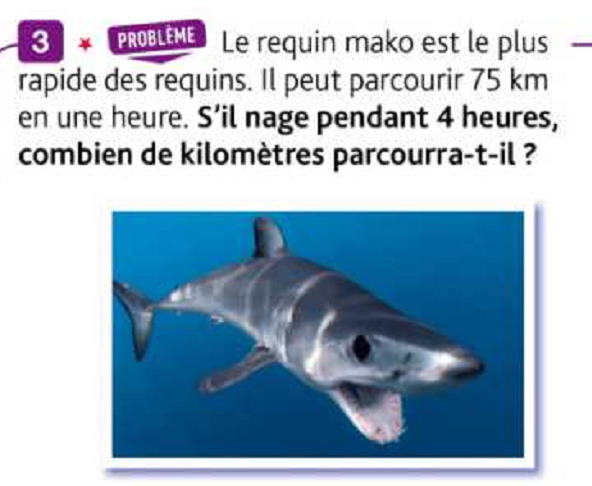 3 * PROBLÈME Le requin mako est le plus
rapide des requins. Il peut parcourir 75 km
en une heure. S'il nage pendant 4 heures,
combien de kilomètres parcourra-t-il ?